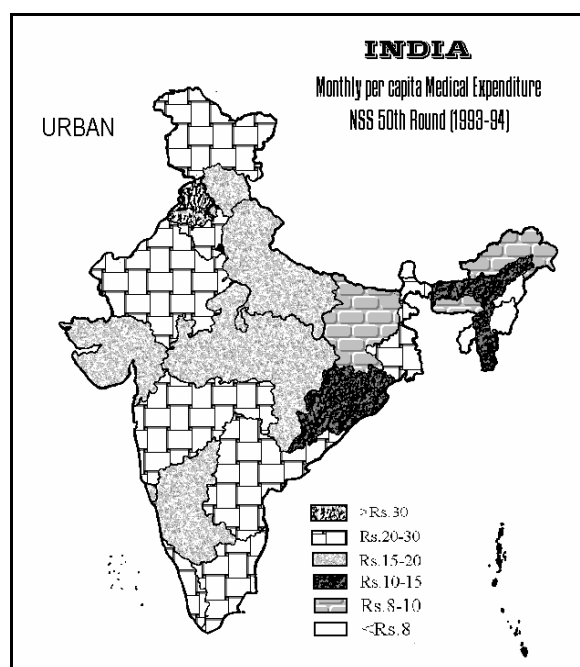 INDIA
Monthly per capita Medical Expenditure
NSS 50th Round (1993-94)
URBAN
>Rs.30
Rs.20-30
Rs.15-20
Rs.10-15
Rs.8-10
<Rs.8